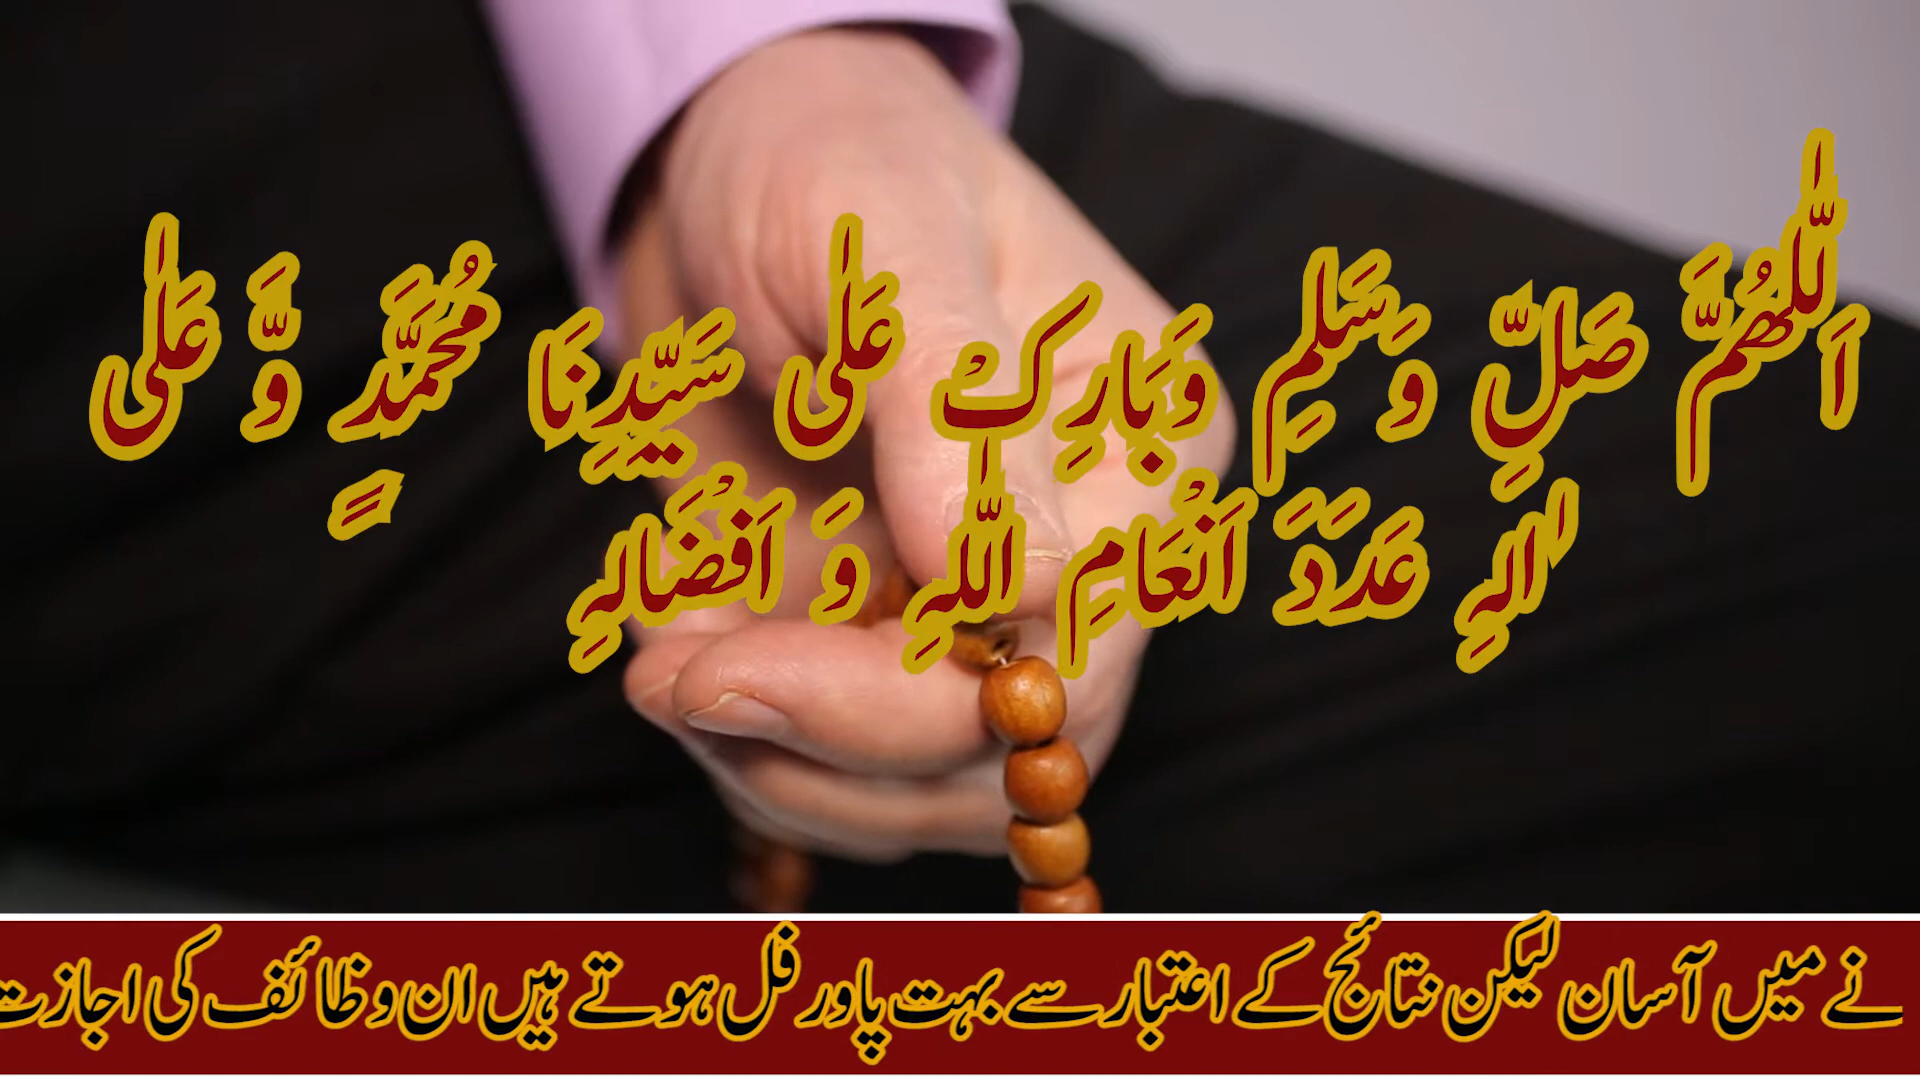 اَللّٰهُمَّ صَلِّ وَسَلِمِ وَبَارِكْ عَلٰى سَيِّدِنَا مُحَمَّدٍ وَّ عَلٰى
اٰلِهِ عَدَدَ اَنْعَامِ اللّٰهِ وَ اَفْضَالِهِ
نے میں آسان لیکن نتائج کے اعتبار سے بہت پاور فل ہوتے ہیں ان وظائف کی اجازت